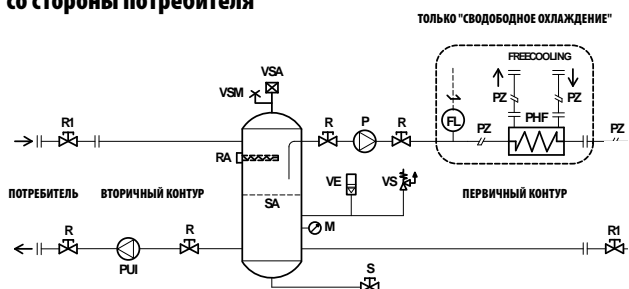 со стороны потребителя
ТОЛЬКО "СВОДОБОДНОЕ ОХЛАЖДЕНИЕ"
FREECOOLING
VSA
VSM
PZ PZ
R1 R P R FL PZ PHF PZ
RA
ПОТРЕБИТЕЛЬ ВТОРИЧНЫЙ КОНТУР VE VS ПЕРВИЧНЫЙ КОНТУР
SA
M
R R R1
PUI
S